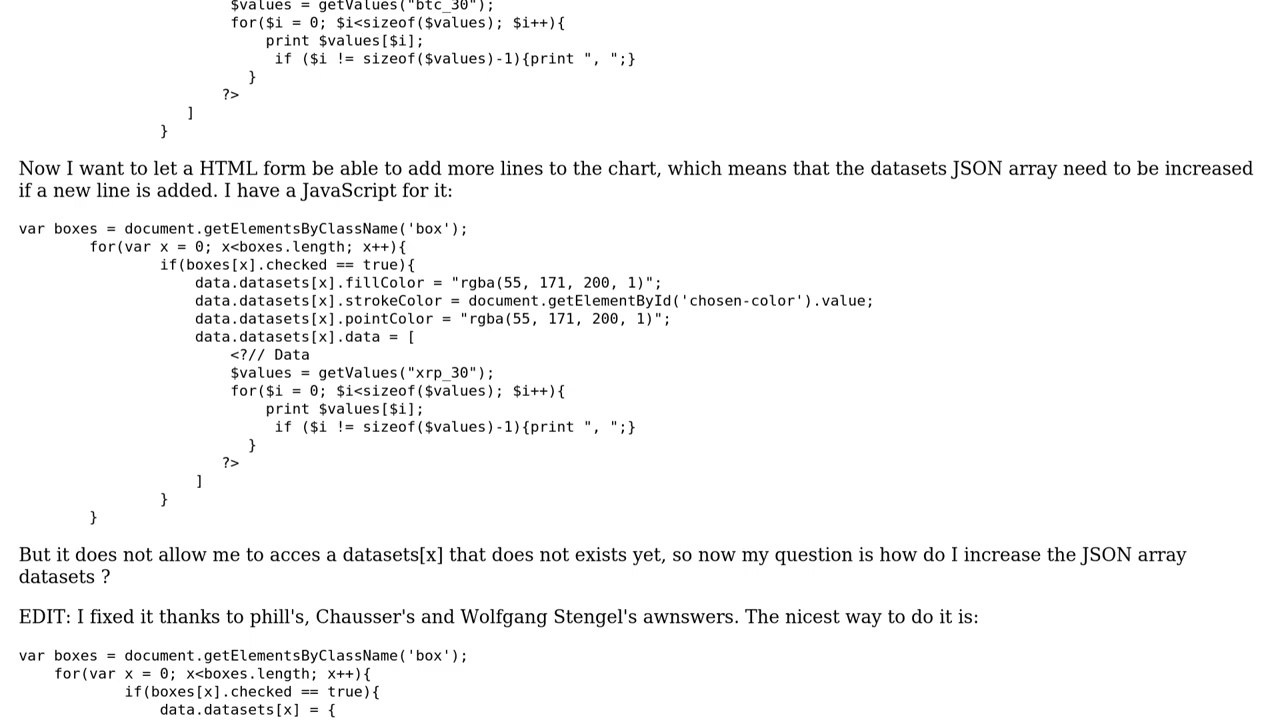 $values = getValues("btc_30");
for($i = 0; $i<sizeof($values); $i++){
print $values[$i];
if ($i != sizeof($values)-1){print ", ";}
}
?>
]
}
Now I want to let a HTML form be able to add more lines to the chart, which means that the datasets JSON array need to be increased
if a new line is added. I have a JavaScript for it:
var boxes = document.getElementsByClassName('box');
for(var x = 0; x<boxes.length; x++){
if(boxes[x].checked == true){
data.datasets[x].fillColor = "rgba(55, 171, 200, 1)";
data.datasets[x].strokeColor = document.getElementById('chosen-color').value;
data.datasets[x].pointColor = "rgba(55, 171, 200, 1)";
data.datasets[x].data = [
<?// Data
$values = getValues("xrp_30");
for($i = 0; $i<sizeof($values); $i++){
print $values[$i];
if ($i != sizeof($values)-1){print ", ";}
}
?>
]
}
}
But it does not allow me to acces a datasets[x] that does not exists yet, so now my question is how do I increase the JSON array
datasets ?
EDIT: I fixed it thanks to phill's, Chausser's and Wolfgang Stengel's awnswers. The nicest way to do it is:
var boxes = document.getElementsByClassName('box');
for(var x = 0; x<boxes.length; x++){
if(boxes[x].checked == true){
data.datasets[x] = {